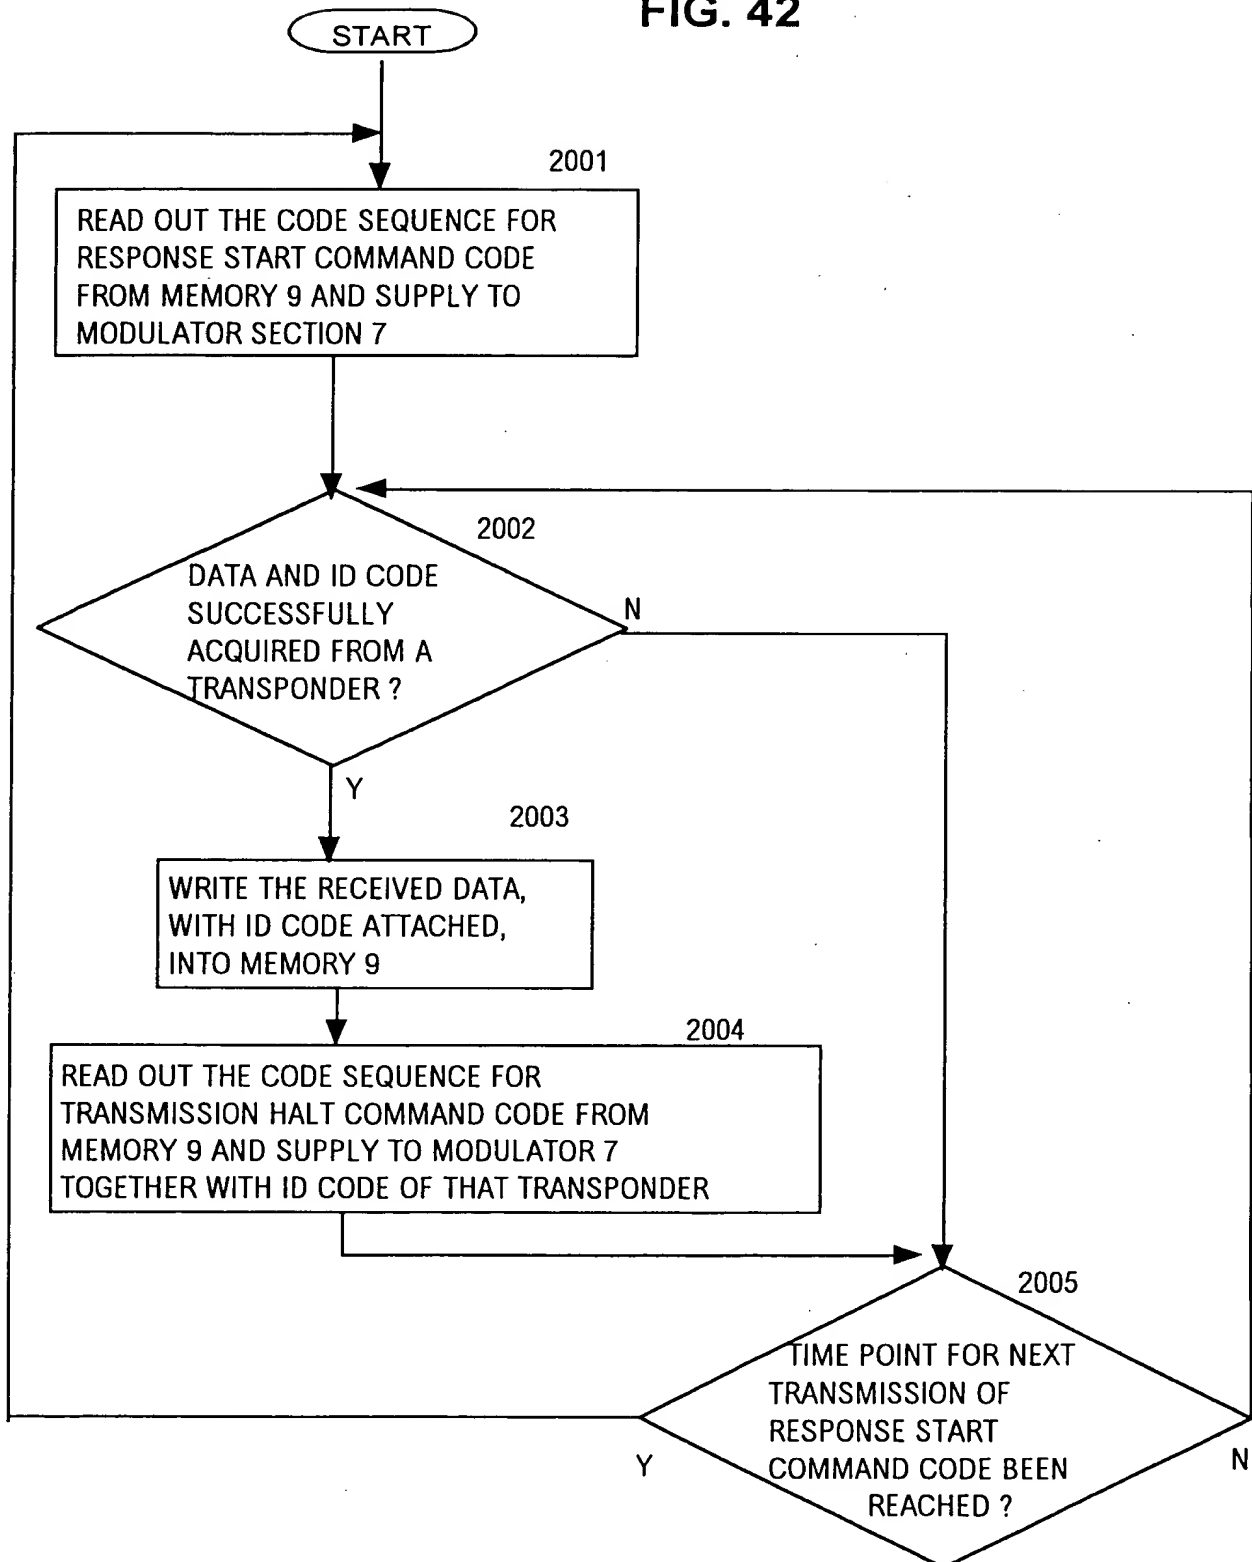 FIG. 42
START
2001
READ OUT THE CODE SEQUENCE FOR
RESPONSE START COMMAND CODE
FROM MEMORY 9 AND SUPPLY TO
MODULATOR SECTION 7
2002
DATA AND ID CODE
SUCCESSFULLY
ACQUIRED FROM A
TRANSPONDER ?
N
Y
2003
WRITE THE RECEIVED DATA,
WITH ID CODE ATTACHED,
INTO MEMORY 9
2004
READ OUT THE CODE SEQUENCE FOR
TRANSMISSION HALT COMMAND CODE FROM
MEMORY 9 AND SUPPLY TO MODULATOR 7
TOGETHER WITH ID CODE OF THAT TRANSPONDER
2005
TIME POINT FOR NEXT
TRANSMISSION OF
RESPONSE START
COMMAND CODE BEEN
REACHED ?
Y
N